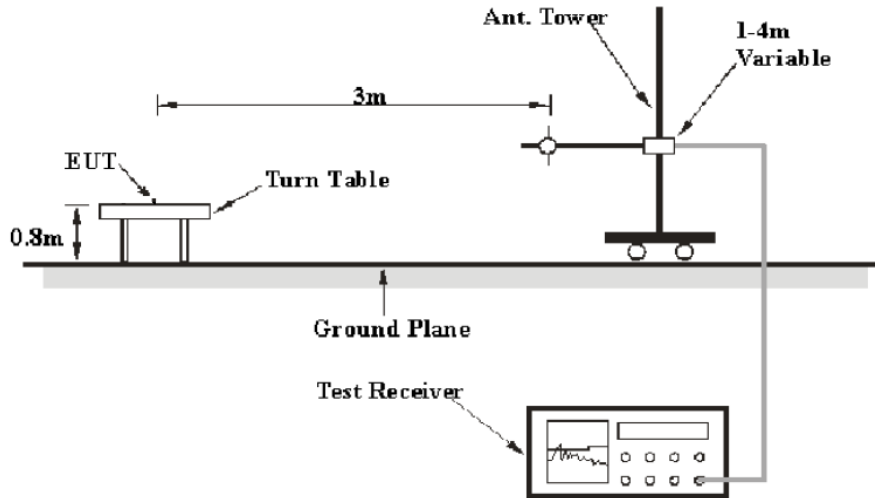 Ant. Tower
1-4m
Variable
3m
EUT
Turn Table
0.8m
Ground Plane
Test Receiver